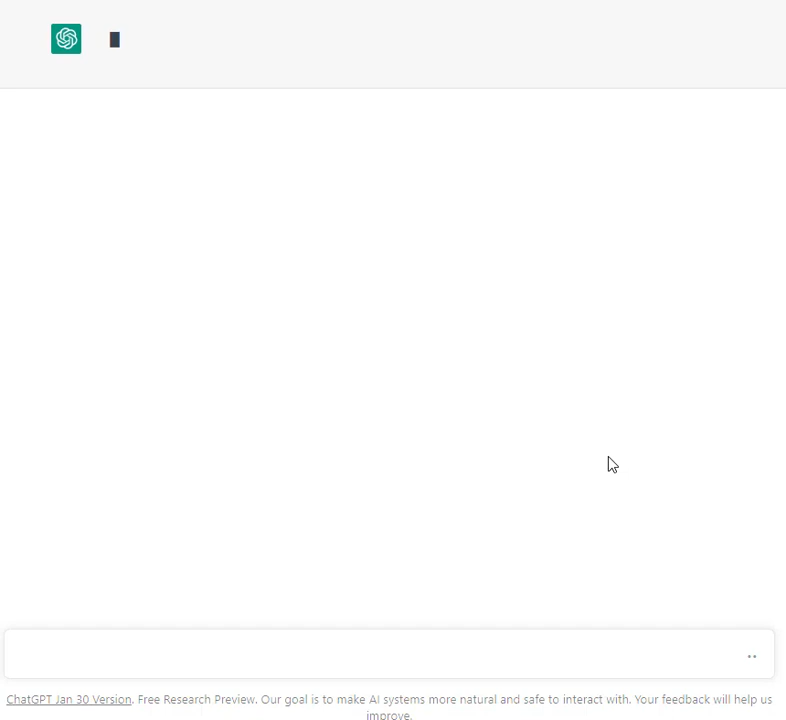 ChatGPT Jan 30 Version. Free Research Preview. Our goal is to make AI systems more natural and safe to interact with. Your feedback will help us
improve.